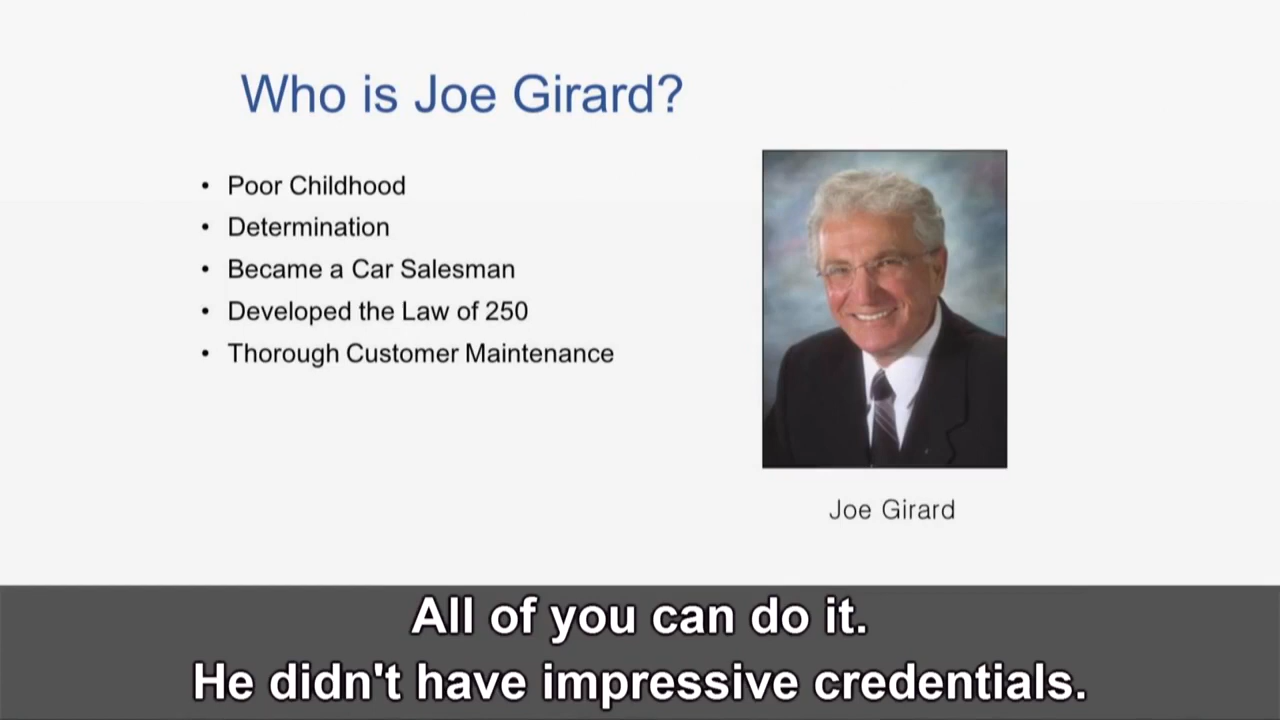 Who is Joe Girard?
• Poor Childhood
• Determination
• Became a Car Salesman
• Developed the Law of 250
• Thorough Customer Maintenance
Joe Girard
All of you can do it.
He didn't have impressive credentials.